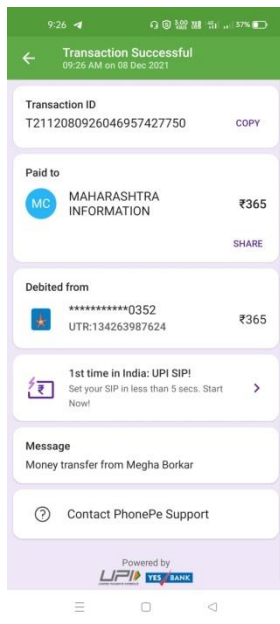 9:26
37%
Transaction Successful
09:26 AM on 08 Dec 2021
Transaction ID
T2112080926046957427750
COPY
Paid to
MC
MAHARASHTRA
INFORMATION
₹365
SHARE
Debited from
***********0352
UTR:134263987624
₹365
1st time in India: UPI SIP!
Set your SIP in less than 5 secs. Start
Now!
Message
Money transfer from Megha Borkar
Contact PhonePe Support
Powered by
UPI
YES BANK